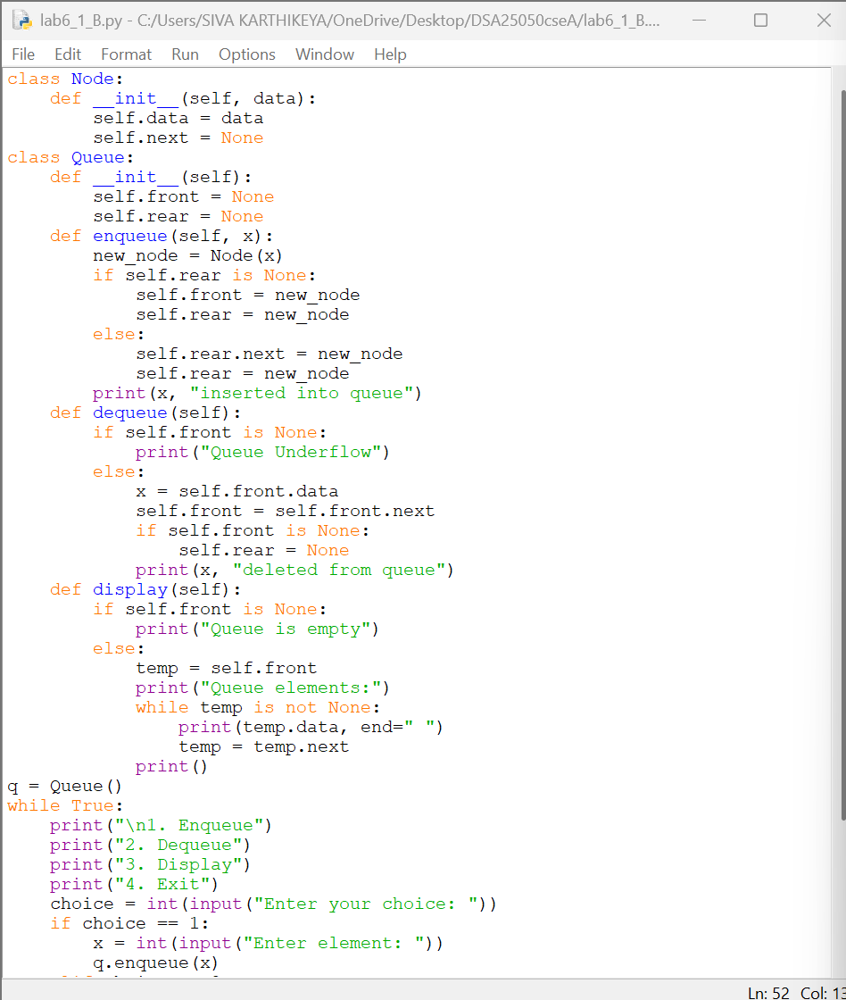 lab6_1_B.py - C:/Users/SIVA KARTHIKEYA/OneDrive/Desktop/DSA25050cseA/lab6_1_B....
File Edit Format Run Options Window Help
class Node:
    def __init__(self, data):
        self.data = data
        self.next = None
class Queue:
    def __init__(self):
        self.front = None
        self.rear = None
    def enqueue(self, x):
        new_node = Node(x)
        if self.rear is None:
            self.front = new_node
            self.rear = new_node
        else:
            self.rear.next = new_node
            self.rear = new_node
        print(x, "inserted into queue")
    def dequeue(self):
        if self.front is None:
            print("Queue Underflow")
        else:
            x = self.front.data
            self.front = self.front.next
            if self.front is None:
                self.rear = None
            print(x, "deleted from queue")
    def display(self):
        if self.front is None:
            print("Queue is empty")
        else:
            temp = self.front
            print("Queue elements:")
            while temp is not None:
                print(temp.data, end=" ")
                temp = temp.next
            print()
q = Queue()
while True:
    print("\n1. Enqueue")
    print("2. Dequeue")
    print("3. Display")
    print("4. Exit")
    choice = int(input("Enter your choice: "))
    if choice == 1:
        x = int(input("Enter element: "))
        q.enqueue(x)
Ln: 52 Col: 13